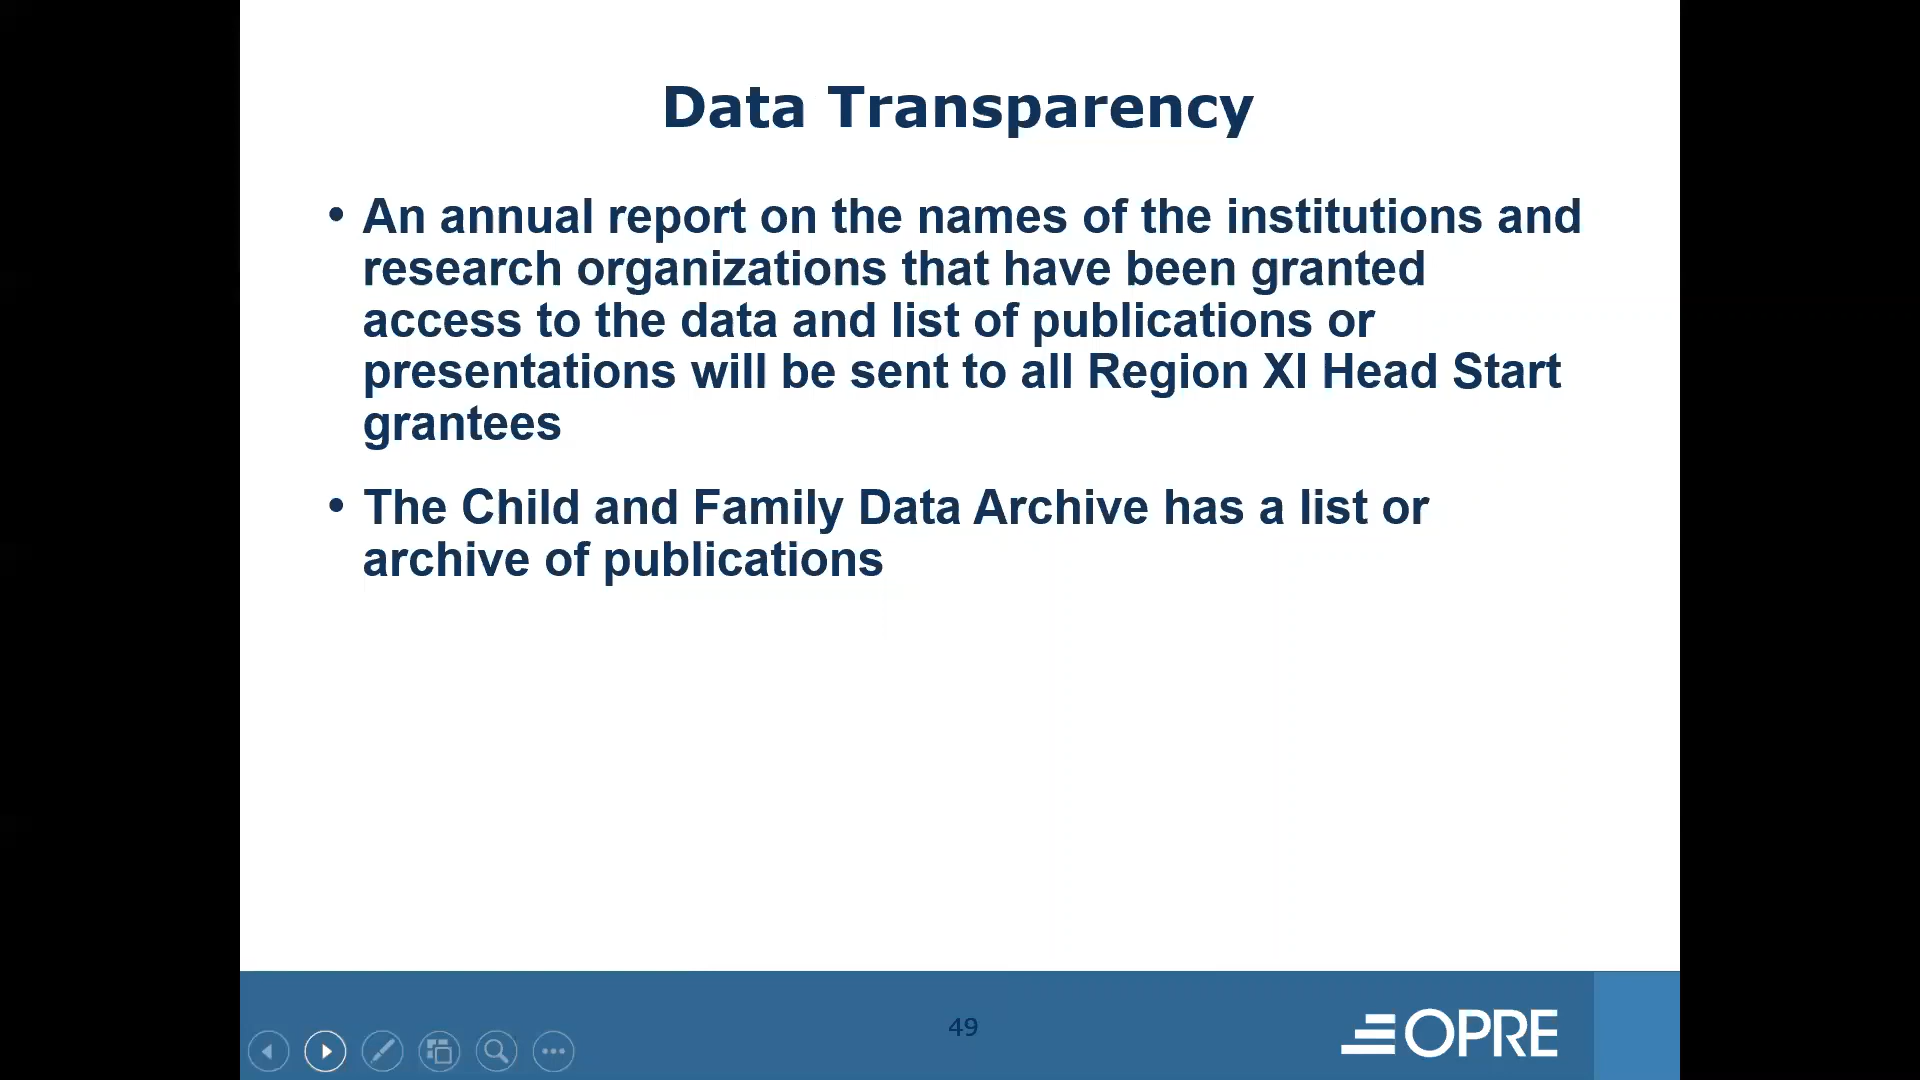 Data Transparency
• An annual report on the names of the institutions and
research organizations that have been granted
access to the data and list of publications or
presentations will be sent to all Region XI Head Start
grantees
• The Child and Family Data Archive has a list or
archive of publications
49
OPRE